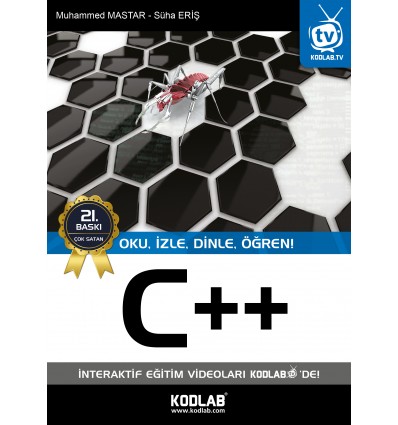 Muhammed MASTAR - Süha ERİŞ
tv
KODLAB.TV
21.
BASKI
ÇOK SATAN
OKU, İZLE, DİNLE, ÖĞREN!
C++
İNTERAKTİF EĞİTİM VİDEOLARI KODLAB 'DE!
KODLAB
www.kodlab.com